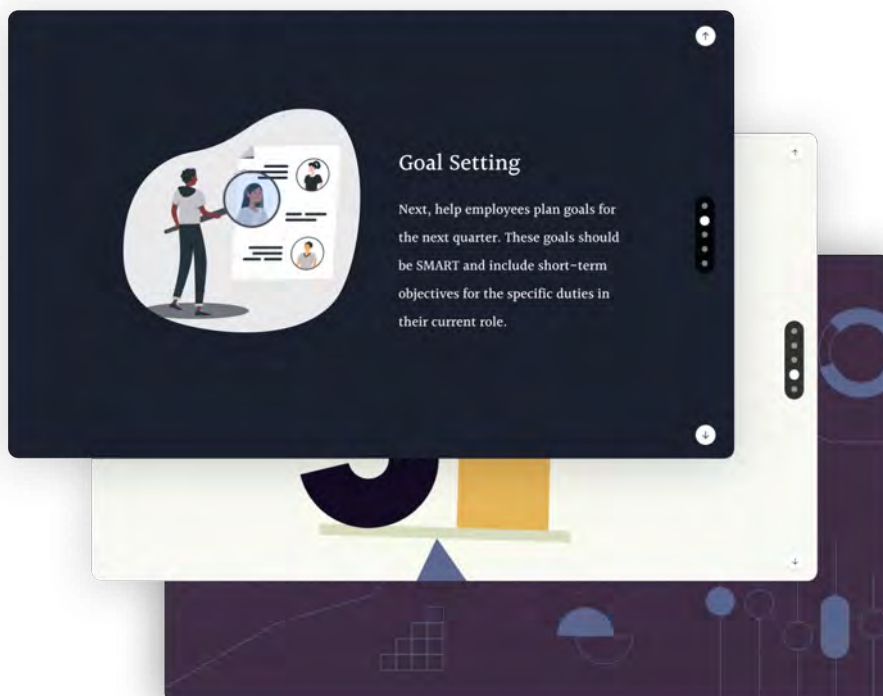 Goal Setting
Next, help employees plan goals for
the next quarter. These goals should
be SMART and include short-term
objectives for the specific duties in
their current role.